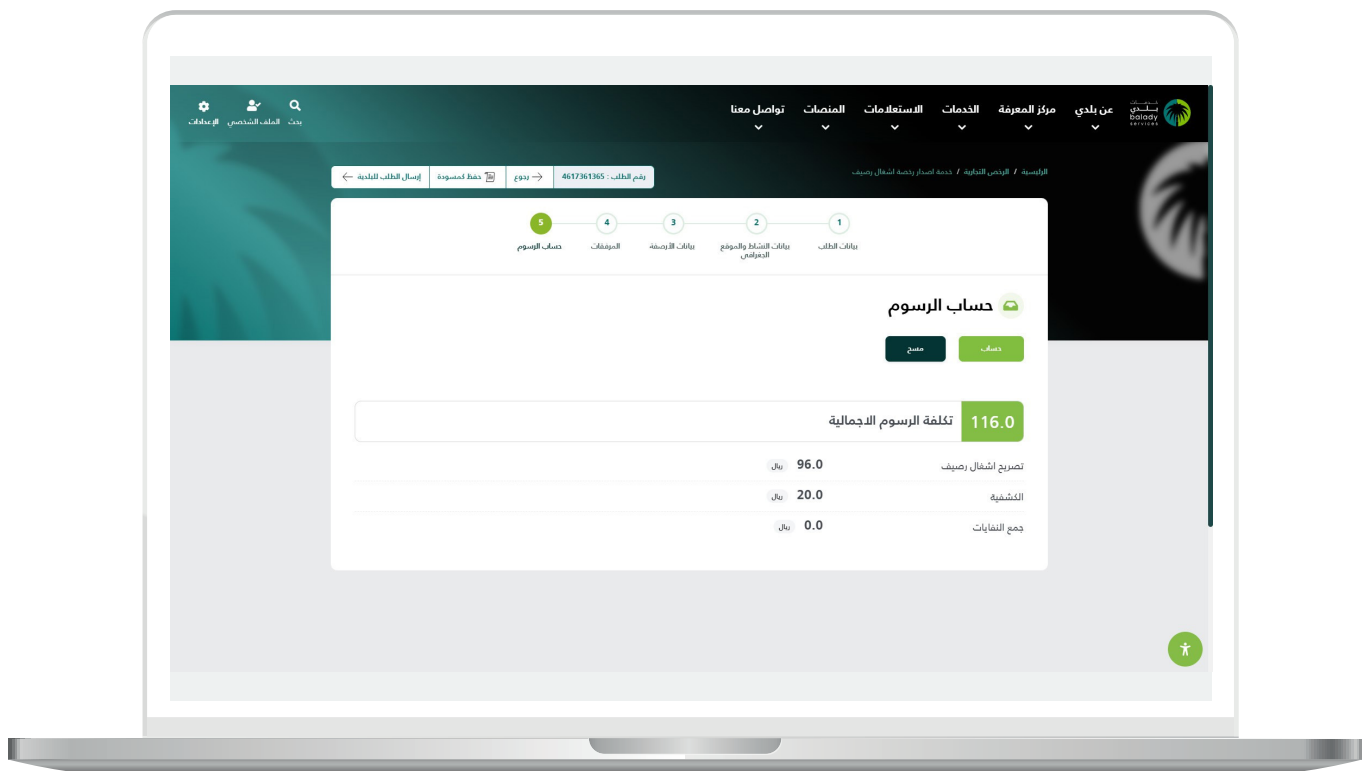 خدمات
بلدي
balady
services
عن بلدي
مركز المعرفة
الخدمات
الاستعلامات
المنصات
تواصل معنا
بحث
الملف الشخصي
الإعدادات
الرئيسية / الرخص التجارية / خدمة اصدار رخصة اشغال رصيف
رقم الطلب : 4617361365
رجوع
حفظ كمسودة
إرسال الطلب للبلدية
1
2
3
4
5
بيانات الطلب
بيانات النشاط والموقع الجغرافي
بيانات الأرصفة
المرفقات
حساب الرسوم
حساب الرسوم
حساب
مسح
116.0 تكلفة الرسوم الاجمالية
تصريح اشغال رصيف 96.0 ريال
الكشفية 20.0 ريال
جمع النفايات 0.0 ريال